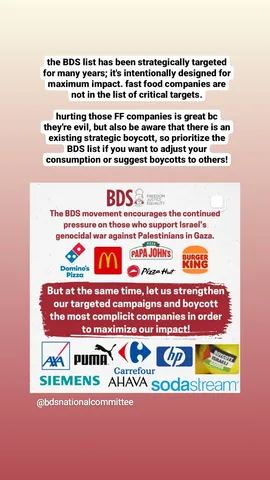 the BDS list has been strategically targeted
for many years; it's intentionally designed for
maximum impact. fast food companies are
not in the list of critical targets.
hurting those FF companies is great bc
they're evil, but also be aware that there is an
existing strategic boycott, so prioritize the
BDS list if you want to adjust your
consumption or suggest boycotts to others!
BDS FREEDOM JUSTICE EQUALITY
The BDS movement encourages the continued
pressure on those who support Israel's
genocidal war against Palestinians in Gaza.
Domino's Pizza
PAPA JOHN'S
Pizza Hut
BURGER KING
But at the same time, let us strengthen
our targeted campaigns and boycott
the most complicit companies in order
to maximize our impact!
AXA
PUMA
Carrefour
hp
SIEMENS
AHAVA
sodastream
@bdsnationalcommittee